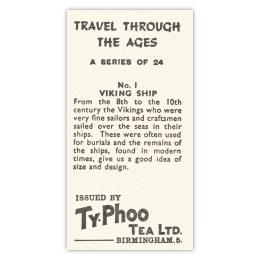 TRAVEL THROUGH
THE AGES
A SERIES OF 24
No. 1
VIKING SHIP
From the 8th to the 10th
century the Vikings who were
very fine sailors and craftsmen
sailed over the seas in their
ships. These were often used
for burials and the remains of
the ships, found in modern
times, give us a good idea of
size and design.
ISSUED BY
Ty.Phoo
TEA LTD.
BIRMINGHAM.5.